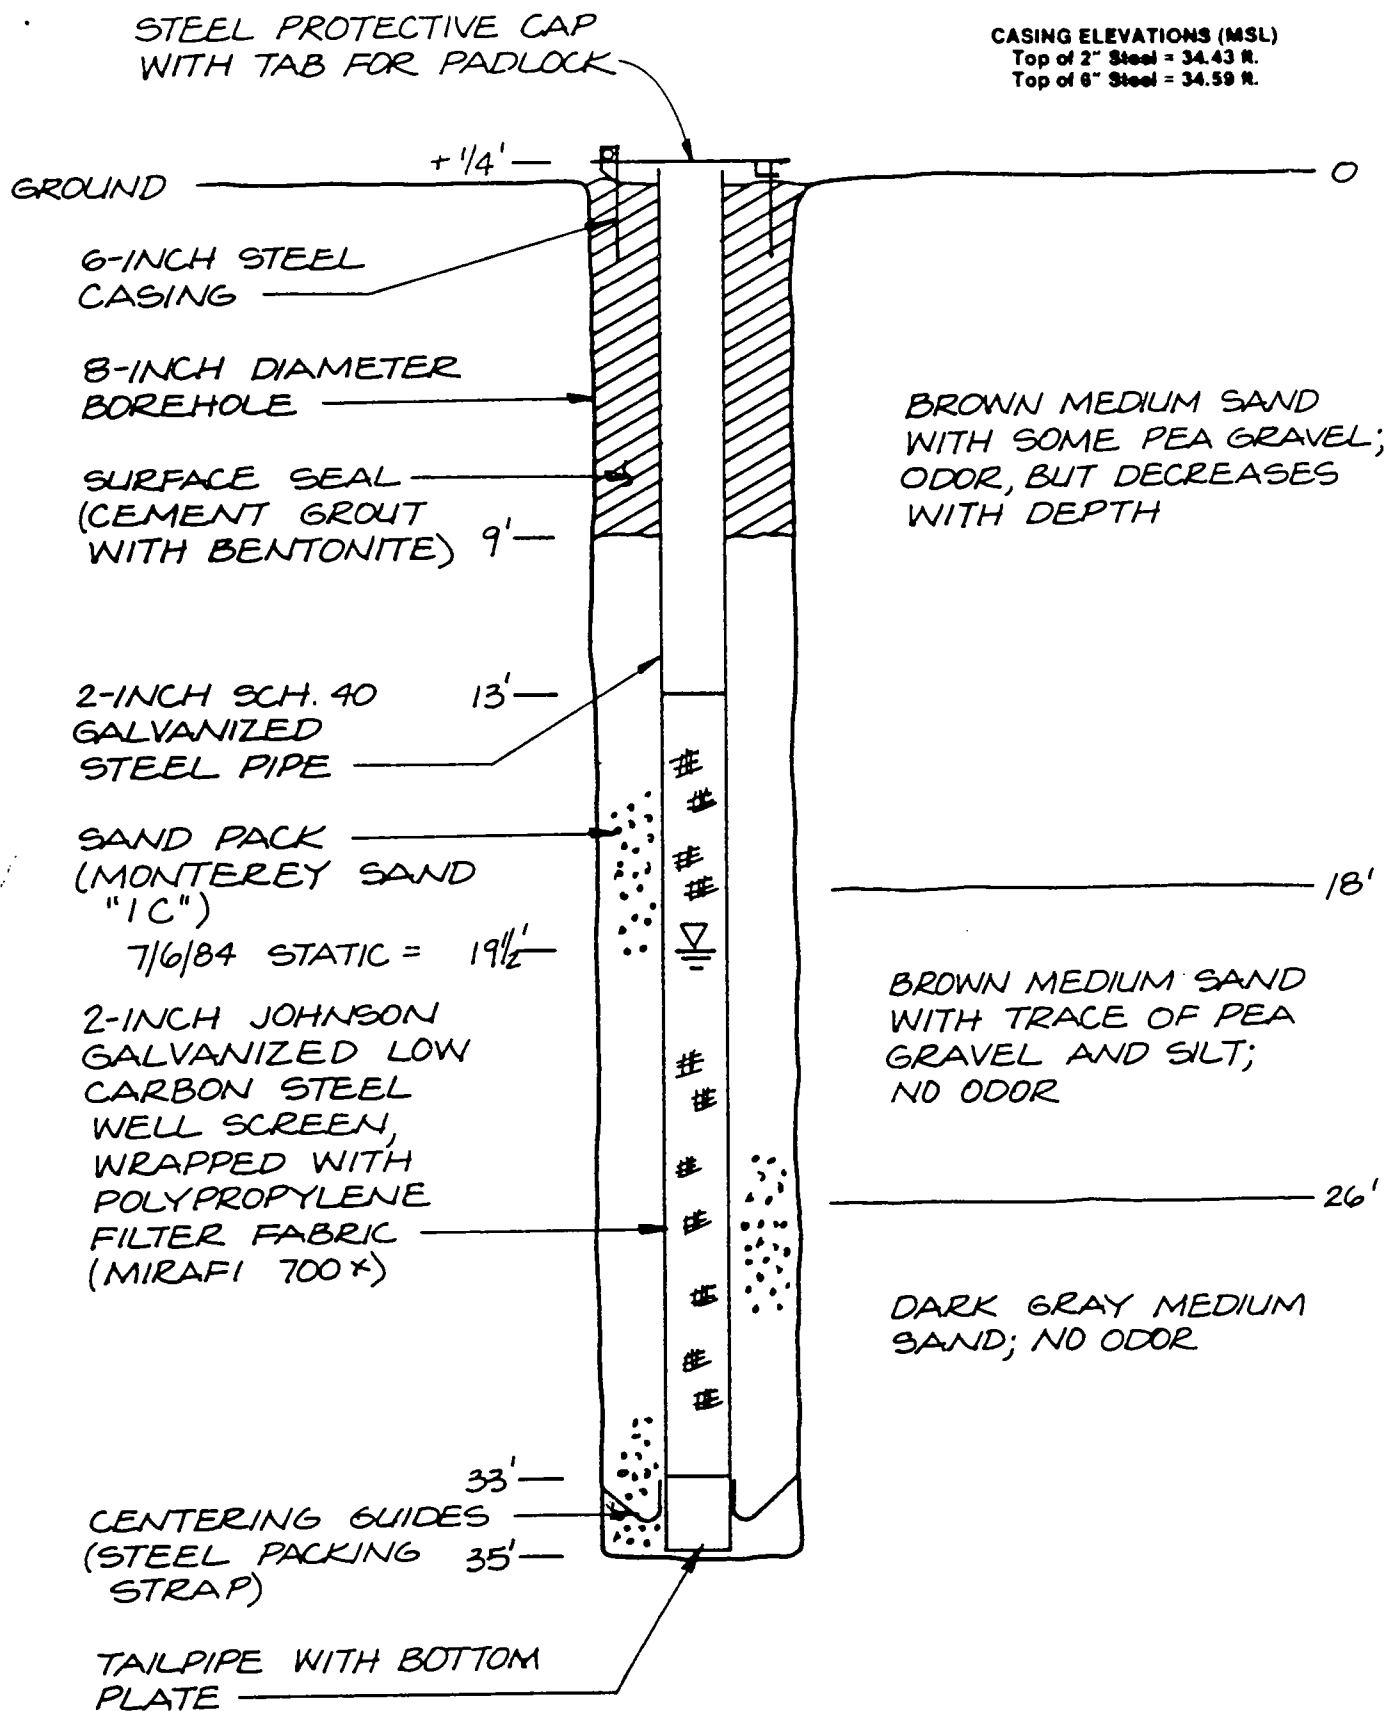 STEEL PROTECTIVE CAP
WITH TAB FOR PADLOCK
CASING ELEVATIONS (MSL)
Top of 2" Steel = 34.43 ft.
Top of 6" Steel = 34.59 ft.
+ 1/4'
GROUND
0
6-INCH STEEL
CASING
8-INCH DIAMETER
BOREHOLE
SURFACE SEAL
(CEMENT GROUT
WITH BENTONITE)
9'
BROWN MEDIUM SAND
WITH SOME PEA GRAVEL;
ODOR, BUT DECREASES
WITH DEPTH
2-INCH SCH. 40
GALVANIZED
STEEL PIPE
13'
SAND PACK
(MONTEREY SAND
"1C")
18'
7/6/84 STATIC = 19½'
2-INCH JOHNSON
GALVANIZED LOW
CARBON STEEL
WELL SCREEN,
WRAPPED WITH
POLYPROPYLENE
FILTER FABRIC
(MIRAFI 700X)
BROWN MEDIUM SAND
WITH TRACE OF PEA
GRAVEL AND SILT;
NO ODOR
26'
DARK GRAY MEDIUM
SAND; NO ODOR
33'
CENTERING GUIDES
(STEEL PACKING
STRAP)
35'
TAILPIPE WITH BOTTOM
PLATE